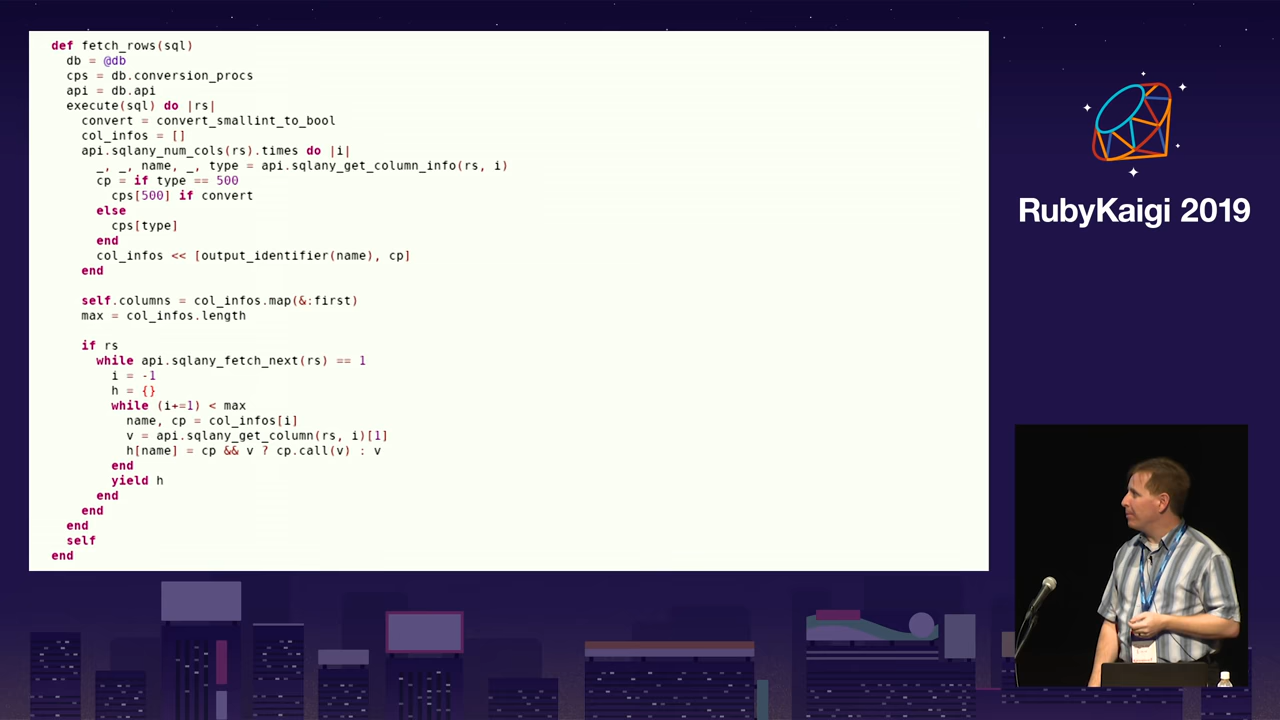 def fetch_rows(sql)
  db = @db
  cps = db.conversion_procs
  api = db.api
  execute(sql) do |rs|
    convert = convert_smallint_to_bool
    col_infos = []
    api.sqlany_num_cols(rs).times do |i|
      _, _, name, _, type = api.sqlany_get_column_info(rs, i)
      cp = if type == 500
        cps[500] if convert
      else
        cps[type]
      end
      col_infos << [output_identifier(name), cp]
    end

    self.columns = col_infos.map(&:first)
    max = col_infos.length

    if rs
      while api.sqlany_fetch_next(rs) == 1
        i = -1
        h = {}
        while (i+=1) < max
          name, cp = col_infos[i]
          v = api.sqlany_get_column(rs, i)[1]
          h[name] = cp && v ? cp.call(v) : v
        end
        yield h
      end
    end
  end
  self
end
RubyKaigi 2019